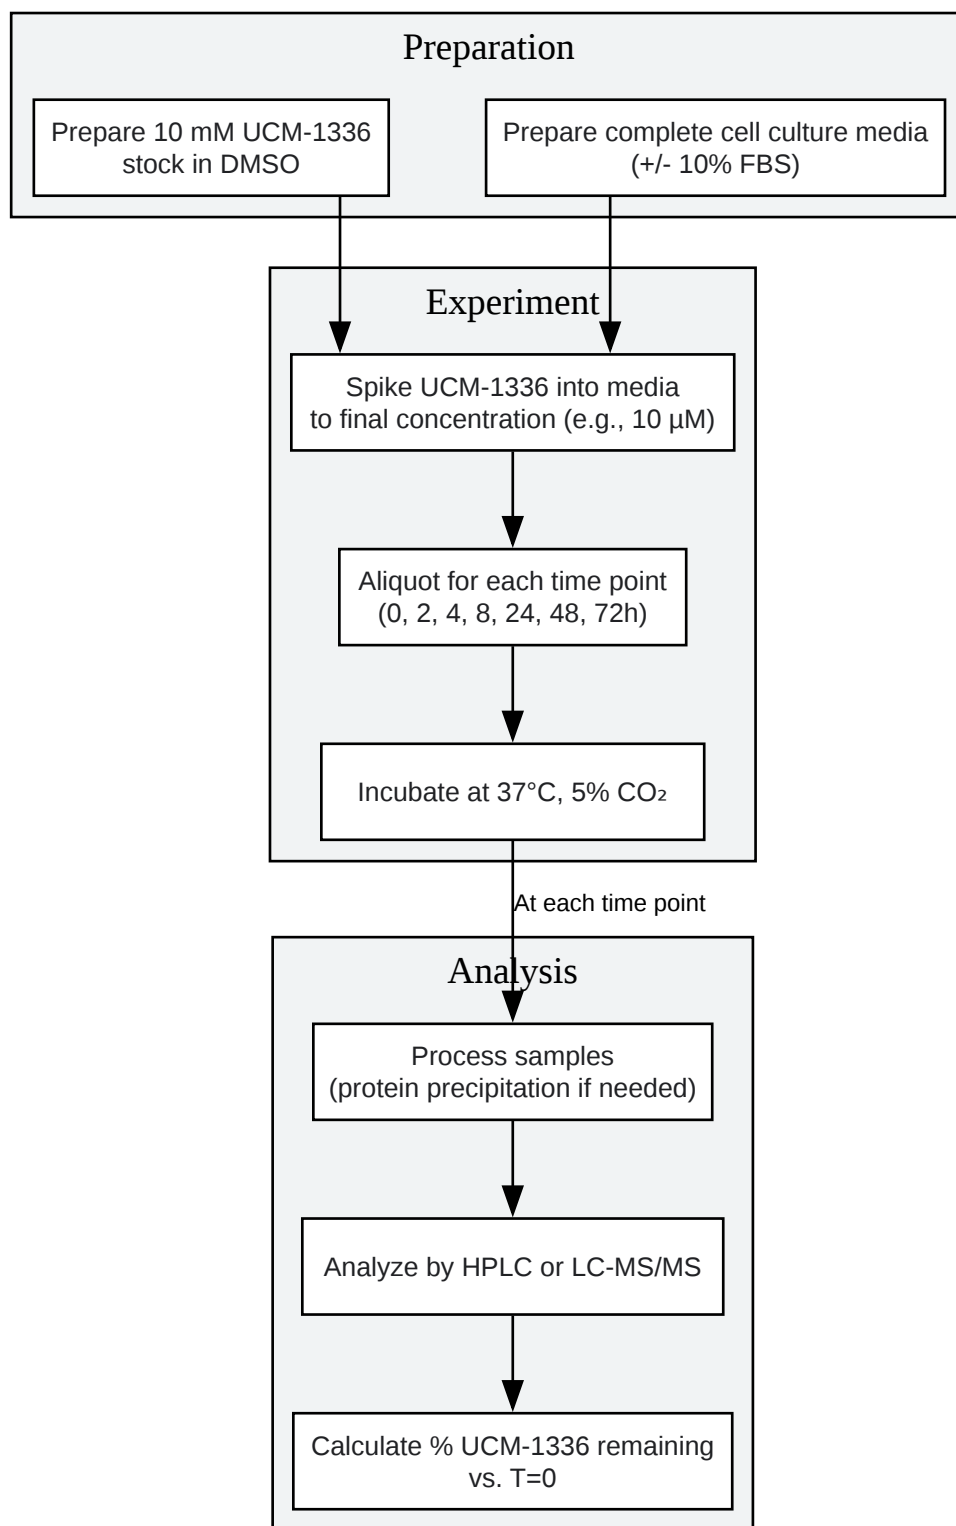 Preparation
Prepare 10 mM UCM-1336
stock in DMSO
Prepare complete cell culture media
(+/- 10% FBS)
Experiment
Spike UCM-1336 into media
to final concentration (e.g., 10 µM)
Aliquot for each time point
(0, 2, 4, 8, 24, 48, 72h)
Incubate at 37°C, 5% CO₂
At each time point
Analysis
Process samples
(protein precipitation if needed)
Analyze by HPLC or LC-MS/MS
Calculate % UCM-1336 remaining
vs. T=0